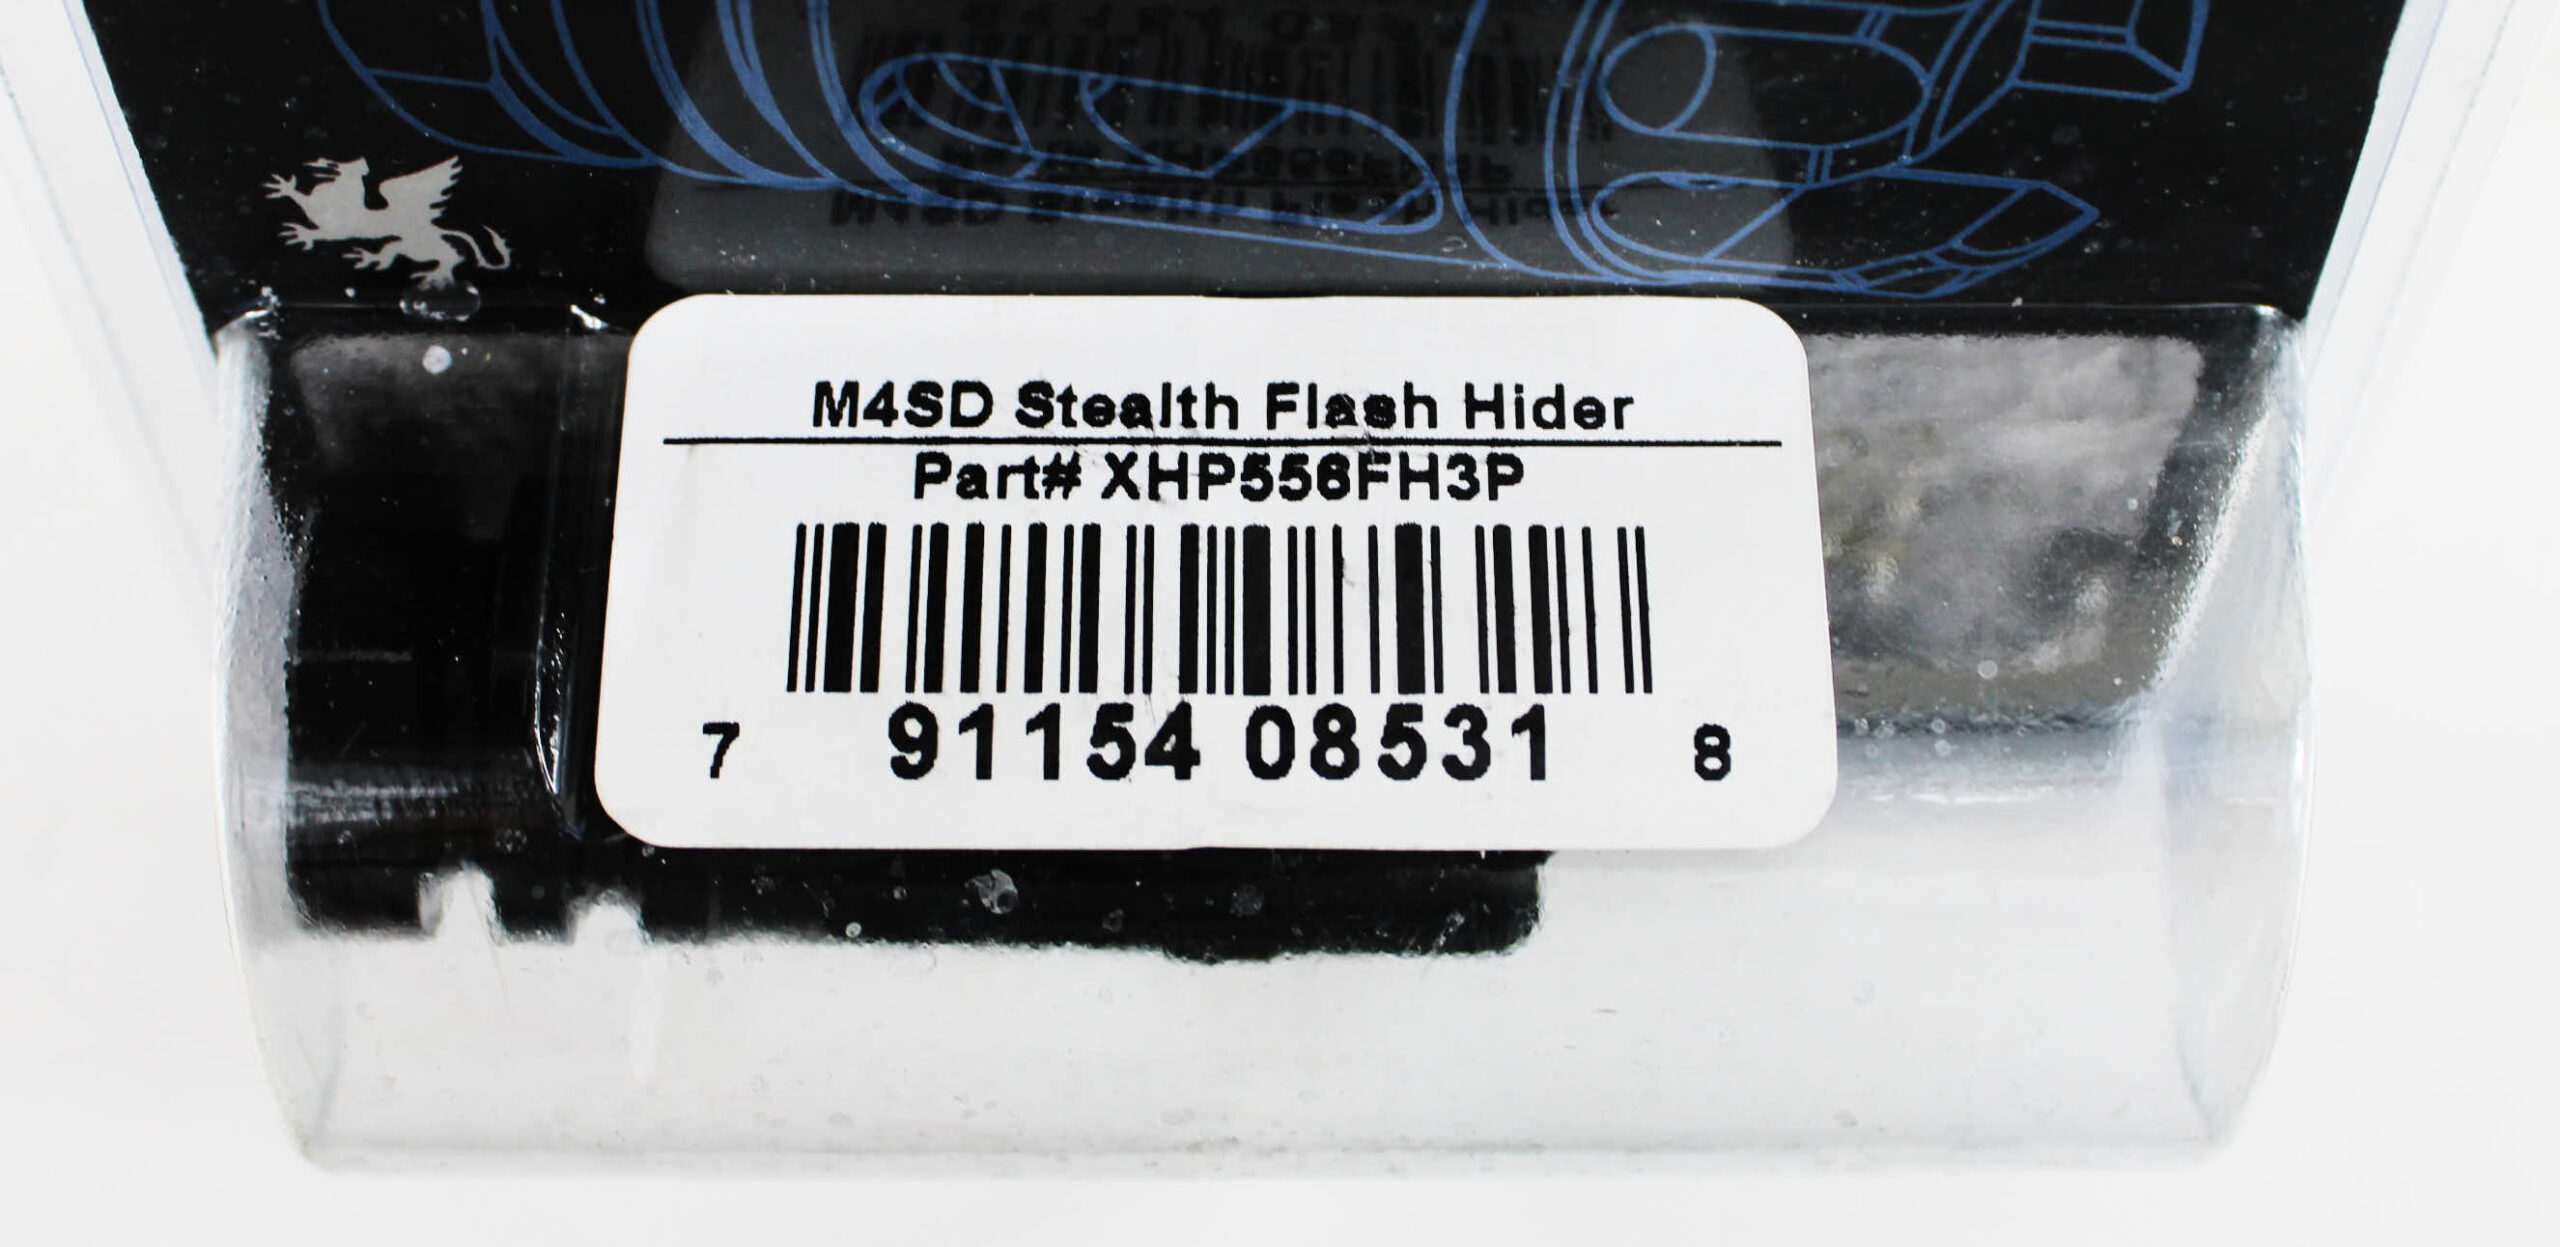 M4SD Stealth Flash Hider
Part# XHP556FH3P
7 91154 08531 8